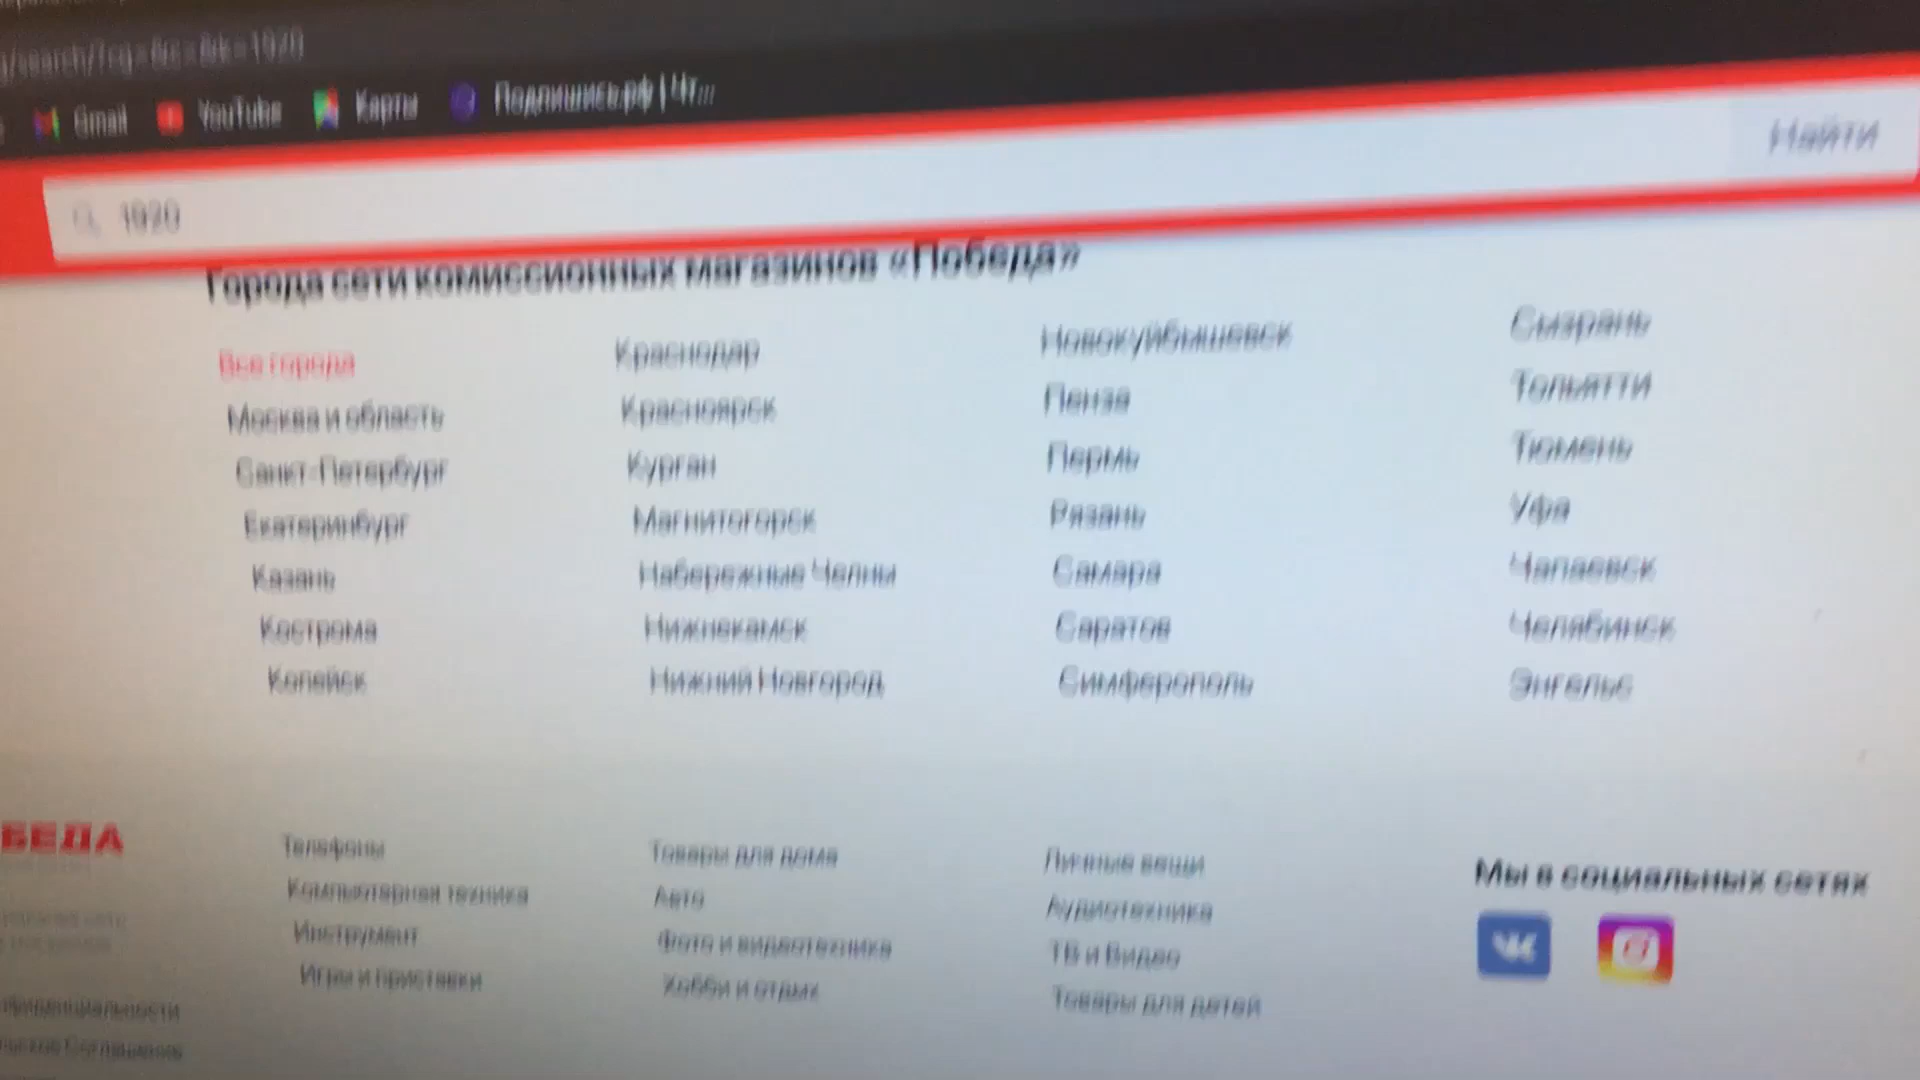 /search/?cg=&c=&k=1920
Gmail YouTube Карты Подпишись.рф | Чт...
1920 Найти
Города сети комиссионных магазинов «Победа»
Все города
Москва и область
Санкт-Петербург
Екатеринбург
Казань
Кострома
Копейск
Краснодар
Красноярск
Курган
Магнитогорск
Набережные Челны
Нижнекамск
Нижний Новгород
Новокуйбышевск
Пенза
Пермь
Рязань
Самара
Саратов
Симферополь
Сызрань
Тольятти
Тюмень
Уфа
Чапаевск
Челябинск
Энгельс
БЕДА
Телефоны
Компьютерная техника
Инструмент
Игры и приставки
Товары для дома
Авто
Фото и видеотехника
Хобби и отдых
Личные вещи
Аудиотехника
ТВ и Видео
Товары для детей
Мы в социальных сетях